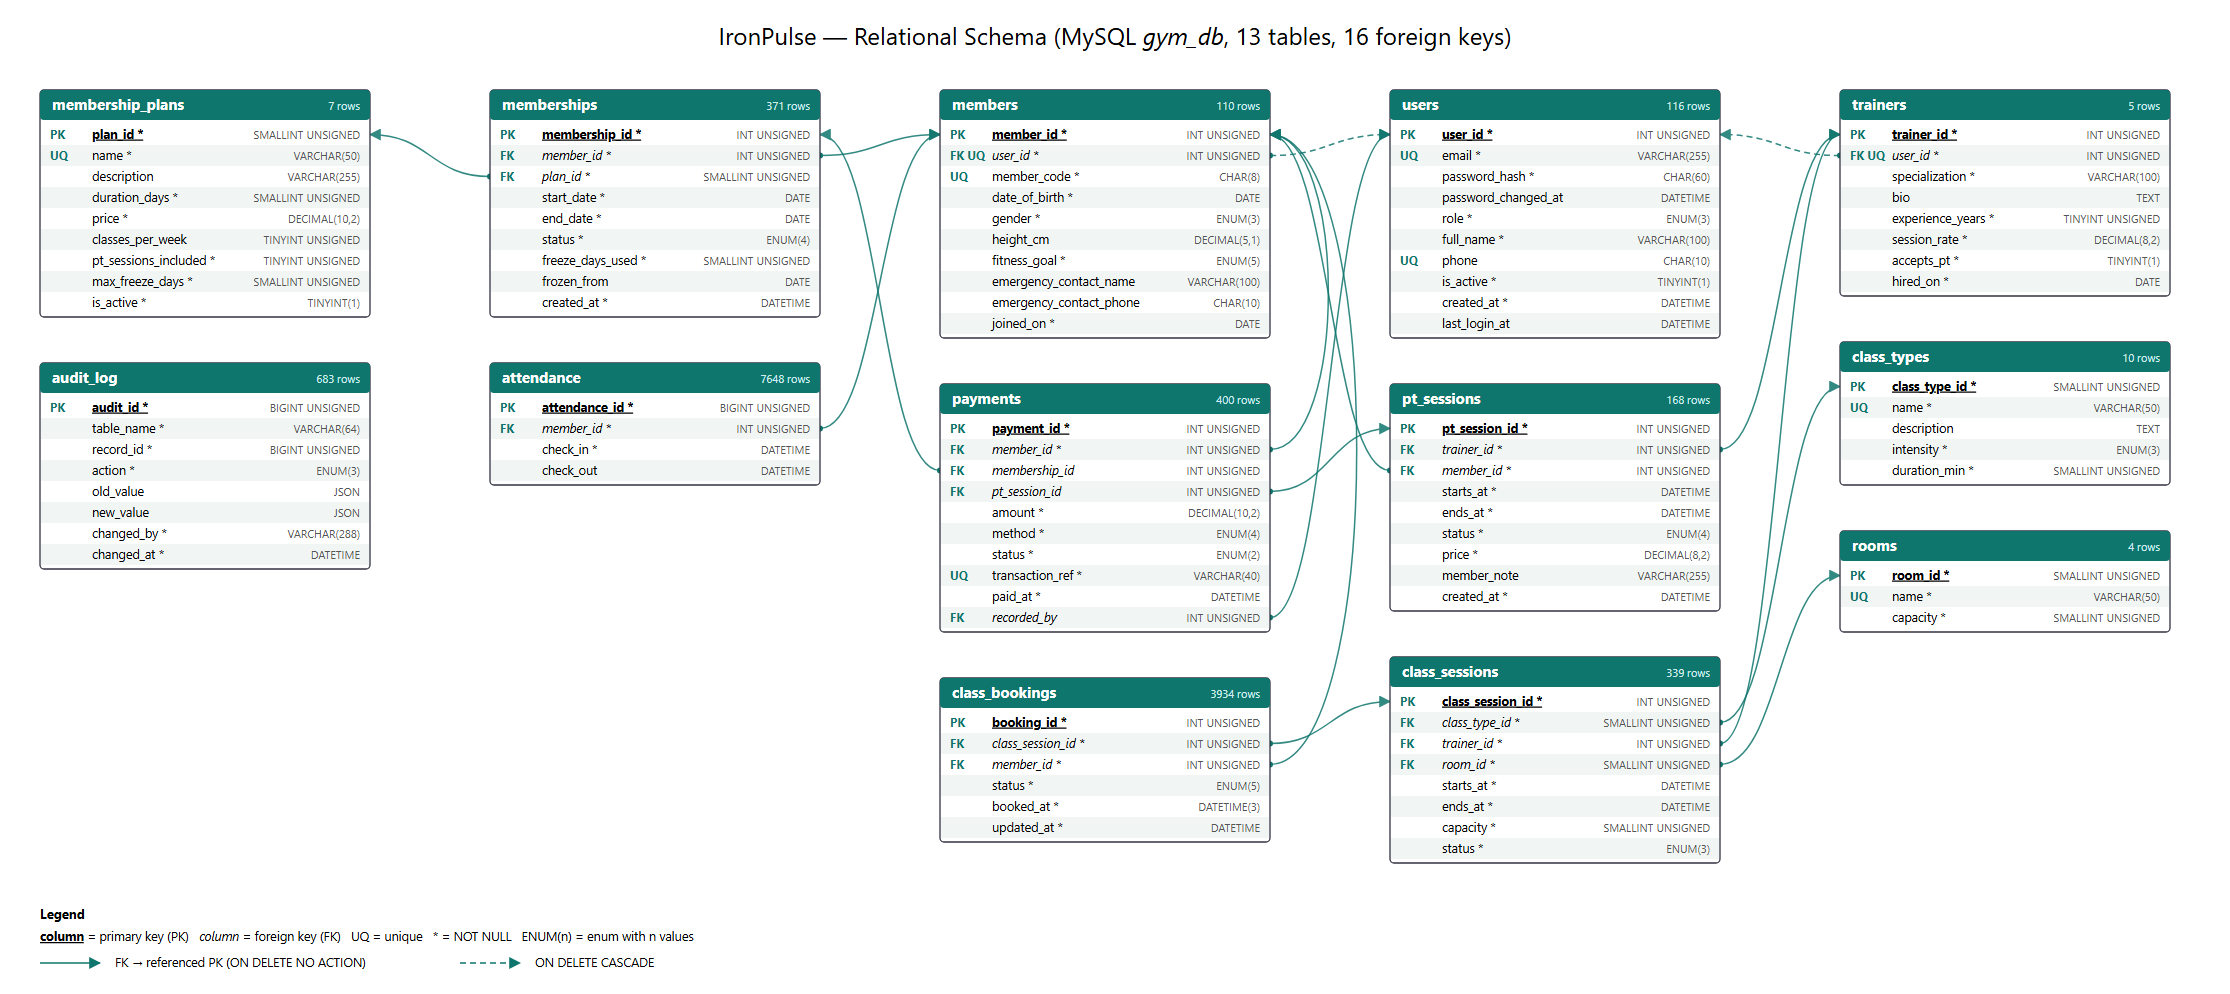 IronPulse — Relational Schema (MySQL gym_db, 13 tables, 16 foreign keys)
membership_plans 7 rows
PK plan_id * SMALLINT UNSIGNED
UQ name * VARCHAR(50)
description VARCHAR(255)
duration_days * SMALLINT UNSIGNED
price * DECIMAL(10,2)
classes_per_week TINYINT UNSIGNED
pt_sessions_included * TINYINT UNSIGNED
max_freeze_days * SMALLINT UNSIGNED
is_active * TINYINT(1)
audit_log 683 rows
PK audit_id * BIGINT UNSIGNED
table_name * VARCHAR(64)
record_id * BIGINT UNSIGNED
action * ENUM(3)
old_value JSON
new_value JSON
changed_by * VARCHAR(288)
changed_at * DATETIME
memberships 371 rows
PK membership_id * INT UNSIGNED
FK member_id * INT UNSIGNED
FK plan_id * SMALLINT UNSIGNED
start_date * DATE
end_date * DATE
status * ENUM(4)
freeze_days_used * SMALLINT UNSIGNED
frozen_from DATE
created_at * DATETIME
attendance 7648 rows
PK attendance_id * BIGINT UNSIGNED
FK member_id * INT UNSIGNED
check_in * DATETIME
check_out DATETIME
members 110 rows
PK member_id * INT UNSIGNED
FK UQ user_id * INT UNSIGNED
UQ member_code * CHAR(8)
date_of_birth * DATE
gender * ENUM(3)
height_cm DECIMAL(5,1)
fitness_goal * ENUM(5)
emergency_contact_name VARCHAR(100)
emergency_contact_phone CHAR(10)
joined_on * DATE
payments 400 rows
PK payment_id * INT UNSIGNED
FK member_id * INT UNSIGNED
FK membership_id INT UNSIGNED
FK pt_session_id INT UNSIGNED
amount * DECIMAL(10,2)
method * ENUM(4)
status * ENUM(2)
UQ transaction_ref * VARCHAR(40)
paid_at * DATETIME
FK recorded_by INT UNSIGNED
class_bookings 3934 rows
PK booking_id * INT UNSIGNED
FK class_session_id * INT UNSIGNED
FK member_id * INT UNSIGNED
status * ENUM(5)
booked_at * DATETIME(3)
updated_at * DATETIME
users 116 rows
PK user_id * INT UNSIGNED
UQ email * VARCHAR(255)
password_hash * CHAR(60)
password_changed_at DATETIME
role * ENUM(3)
full_name * VARCHAR(100)
UQ phone CHAR(10)
is_active * TINYINT(1)
created_at * DATETIME
last_login_at DATETIME
pt_sessions 168 rows
PK pt_session_id * INT UNSIGNED
FK trainer_id * INT UNSIGNED
FK member_id * INT UNSIGNED
starts_at * DATETIME
ends_at * DATETIME
status * ENUM(4)
price * DECIMAL(8,2)
member_note VARCHAR(255)
created_at * DATETIME
class_sessions 339 rows
PK class_session_id * INT UNSIGNED
FK class_type_id * SMALLINT UNSIGNED
FK trainer_id * INT UNSIGNED
FK room_id * SMALLINT UNSIGNED
starts_at * DATETIME
ends_at * DATETIME
capacity * SMALLINT UNSIGNED
status * ENUM(3)
trainers 5 rows
PK trainer_id * INT UNSIGNED
FK UQ user_id * INT UNSIGNED
specialization * VARCHAR(100)
bio TEXT
experience_years * TINYINT UNSIGNED
session_rate * DECIMAL(8,2)
accepts_pt * TINYINT(1)
hired_on * DATE
class_types 10 rows
PK class_type_id * SMALLINT UNSIGNED
UQ name * VARCHAR(50)
description TEXT
intensity * ENUM(3)
duration_min * SMALLINT UNSIGNED
rooms 4 rows
PK room_id * SMALLINT UNSIGNED
UQ name * VARCHAR(50)
capacity * SMALLINT UNSIGNED
Legend
column = primary key (PK) column = foreign key (FK) UQ = unique * = NOT NULL ENUM(n) = enum with n values
FK → referenced PK (ON DELETE NO ACTION) ON DELETE CASCADE